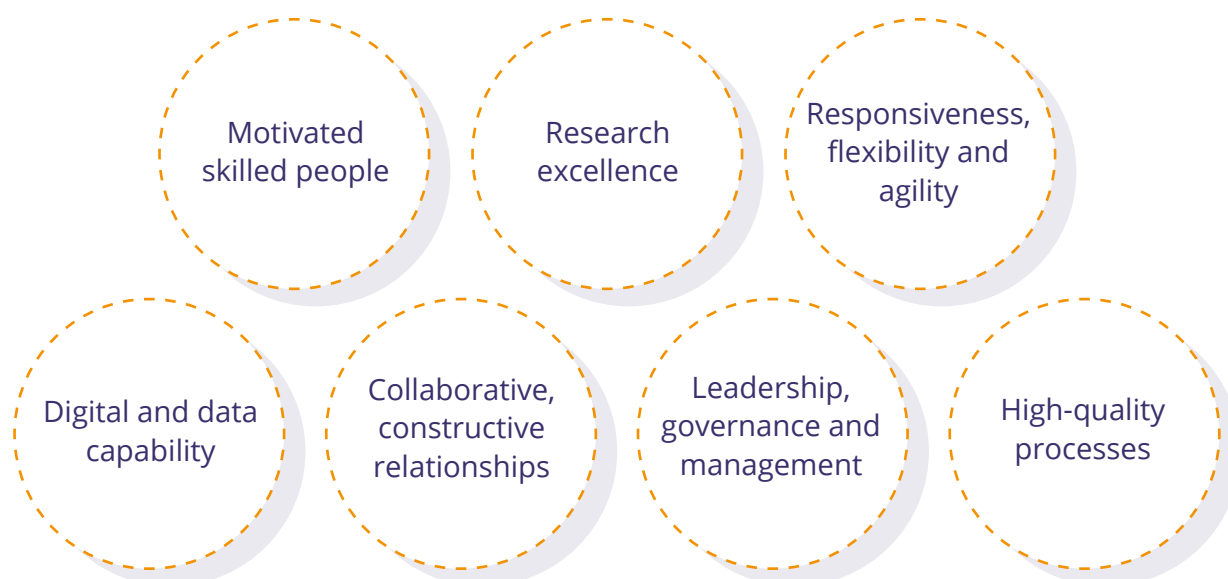 Motivated
skilled people
Research
excellence
Responsiveness,
flexibility and
agility
Digital and data
capability
Collaborative,
constructive
relationships
Leadership,
governance and
management
High-quality
processes